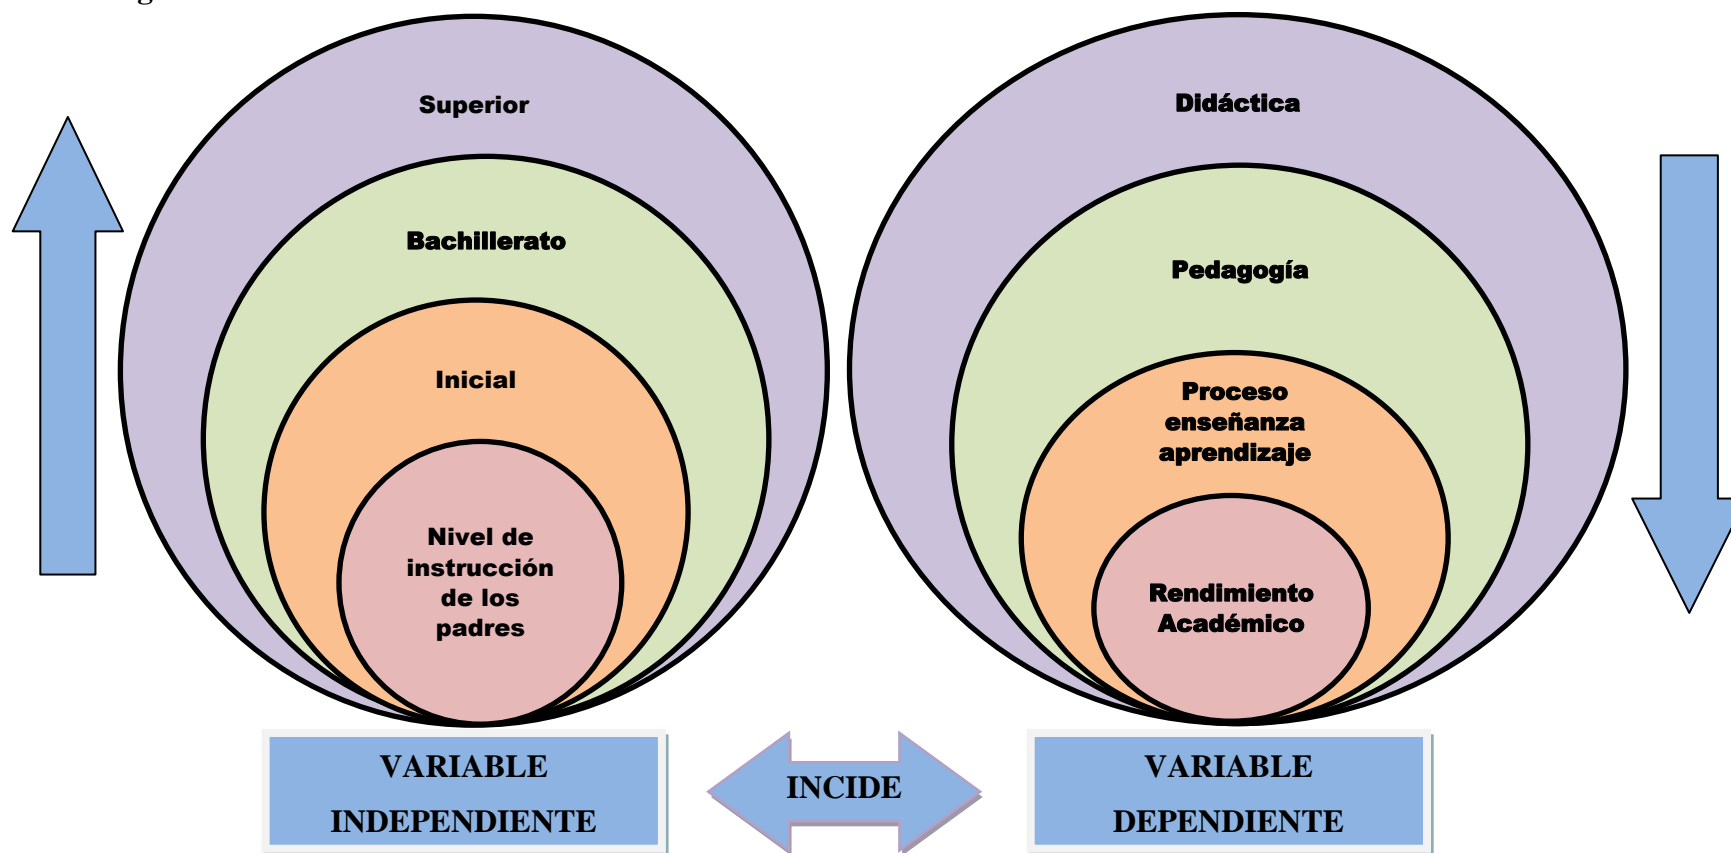 Superior
Bachillerato
Inicial
Nivel de
instrucción
de los
padres
Didáctica
Pedagogía
Proceso
enseñanza
aprendizaje
Rendimiento
Académico
VARIABLE
INDEPENDIENTE
INCIDE
VARIABLE
DEPENDIENTE